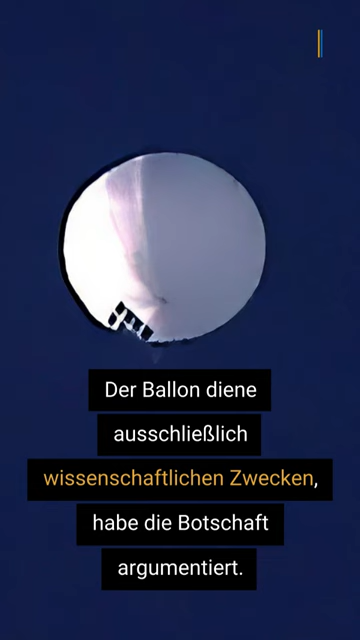 Der Ballon diene
ausschließlich
wissenschaftlichen Zwecken,
habe die Botschaft
argumentiert.